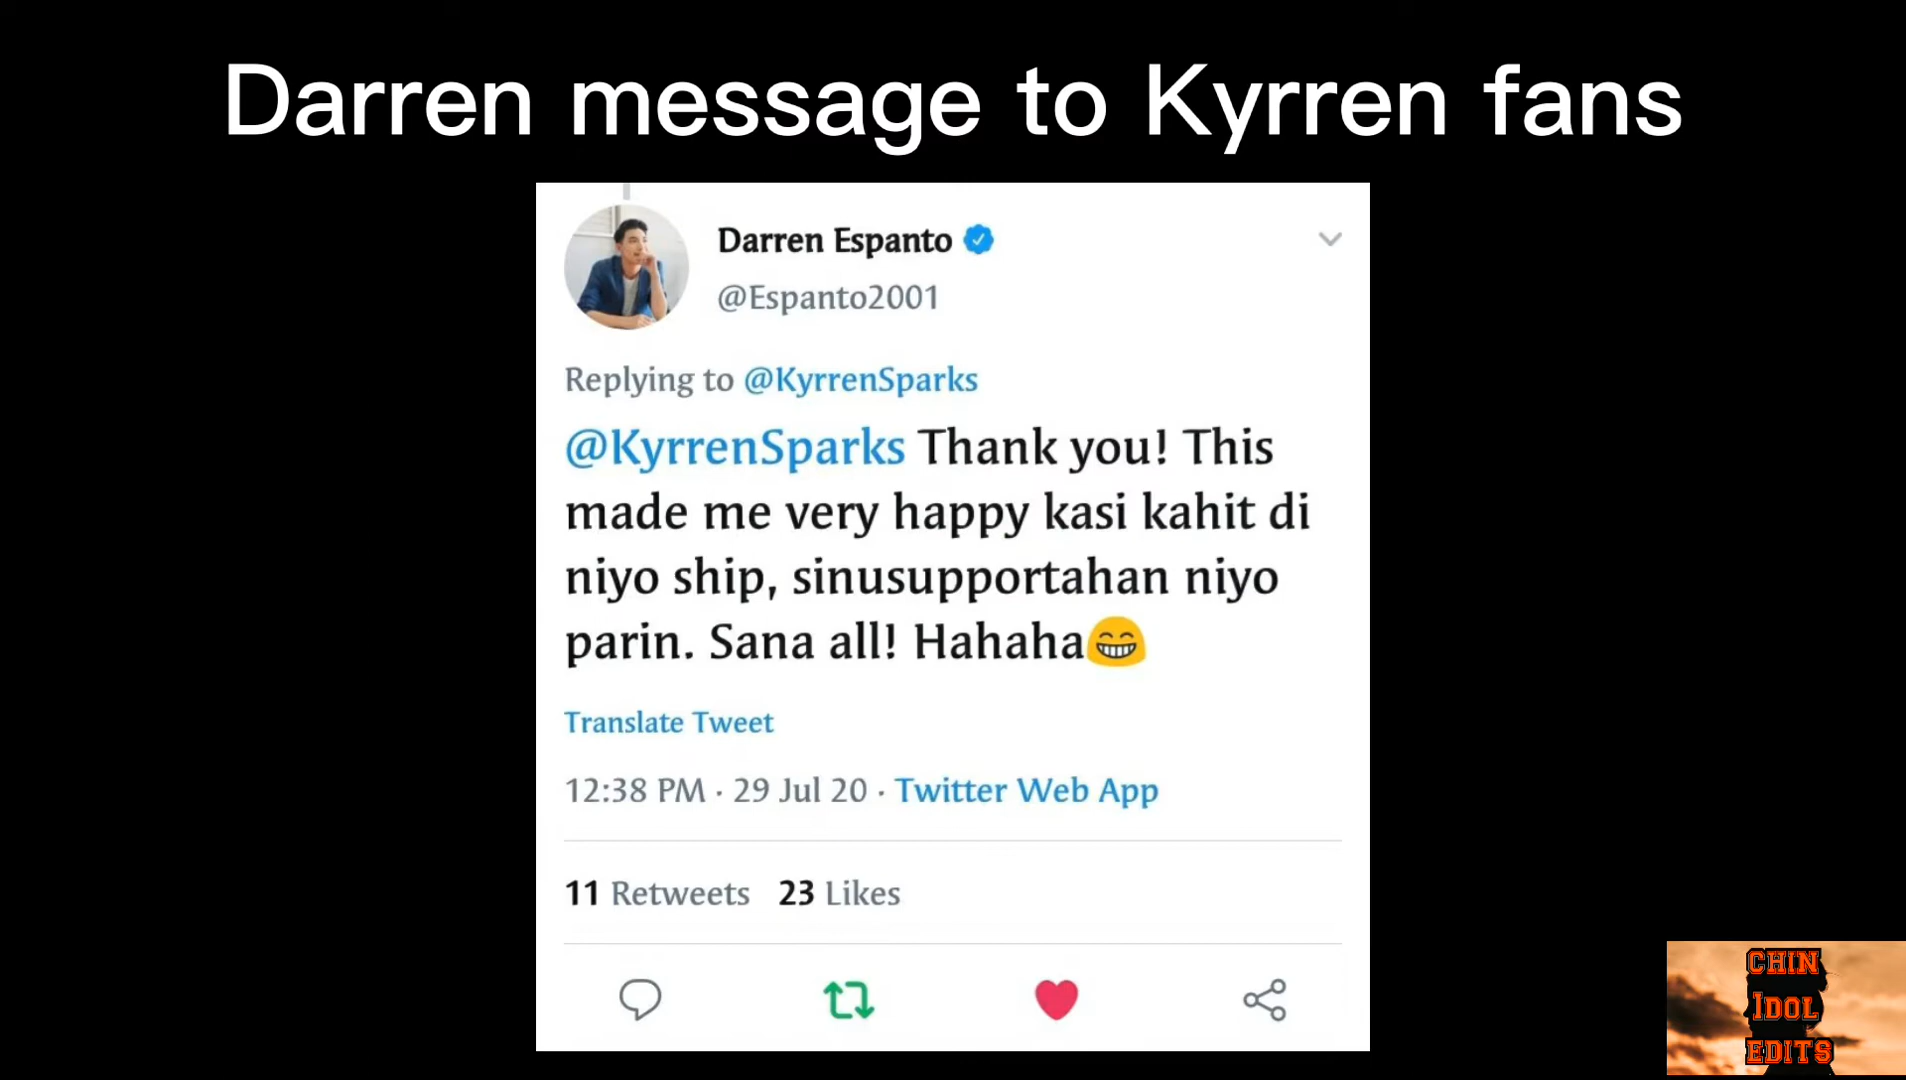 Darren message to Kyrren fans
Darren Espanto
@Espanto2001
Replying to @KyrrenSparks
@KyrrenSparks Thank you! This
made me very happy kasi kahit di
niyo ship, sinusupportahan niyo
parin. Sana all! Hahaha😁
Translate Tweet
12:38 PM · 29 Jul 20 · Twitter Web App
11 Retweets 23 Likes
CHIN
IDOL
EDITS